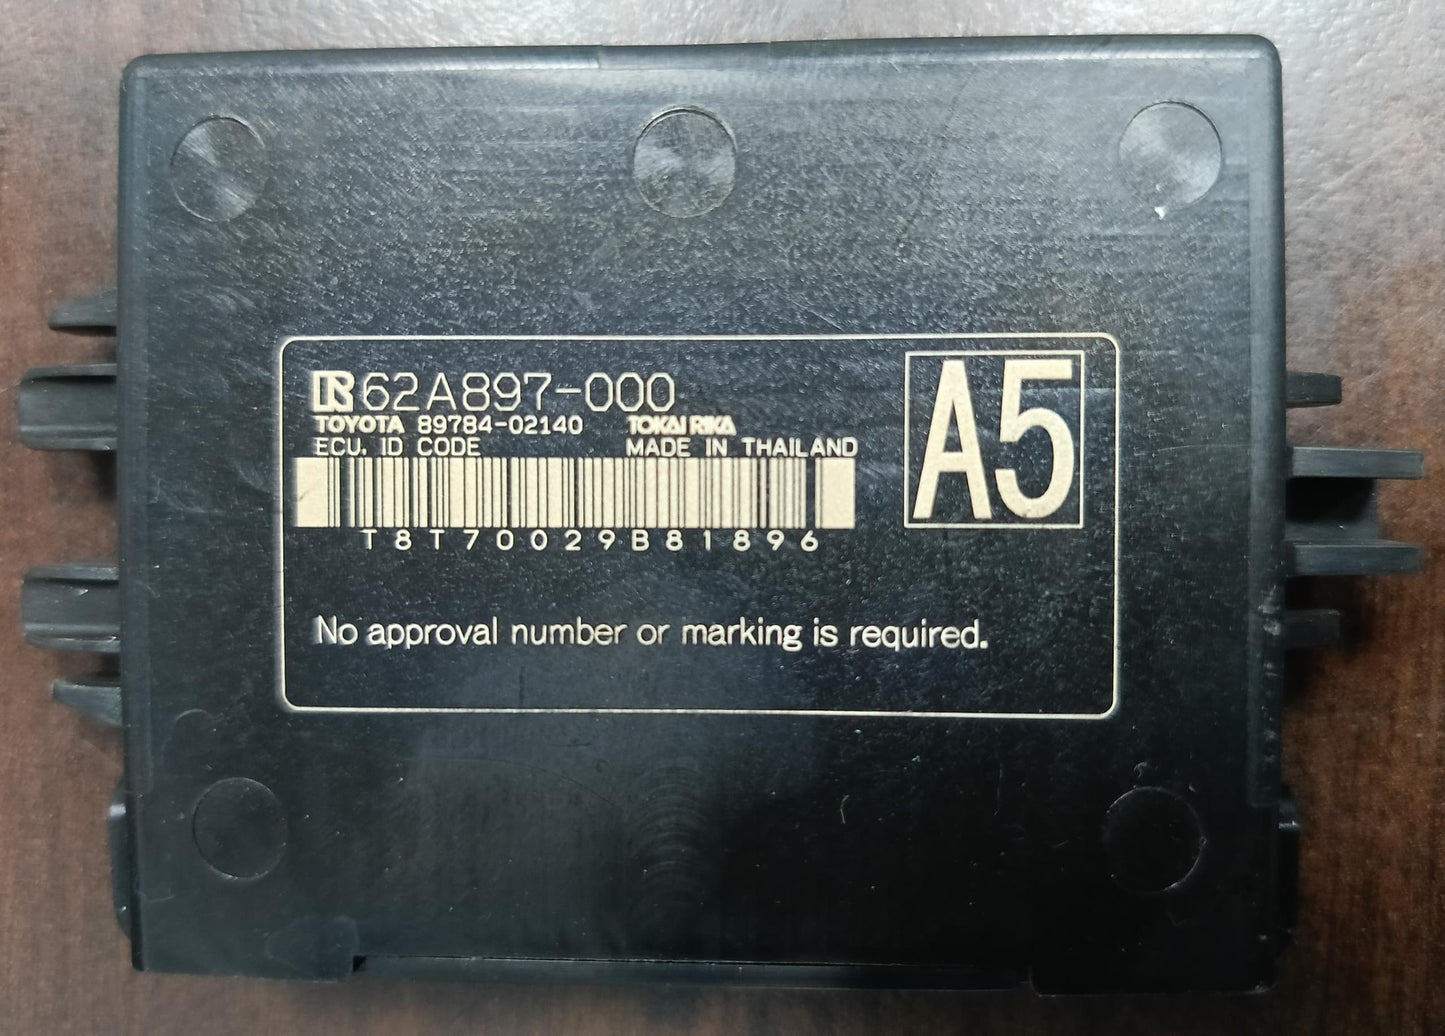 R 62A897-000
TOYOTA 89784-02140 TOKAI RIKA
ECU. ID CODE MADE IN THAILAND
A5
T8T70029B81896
No approval number or marking is required.